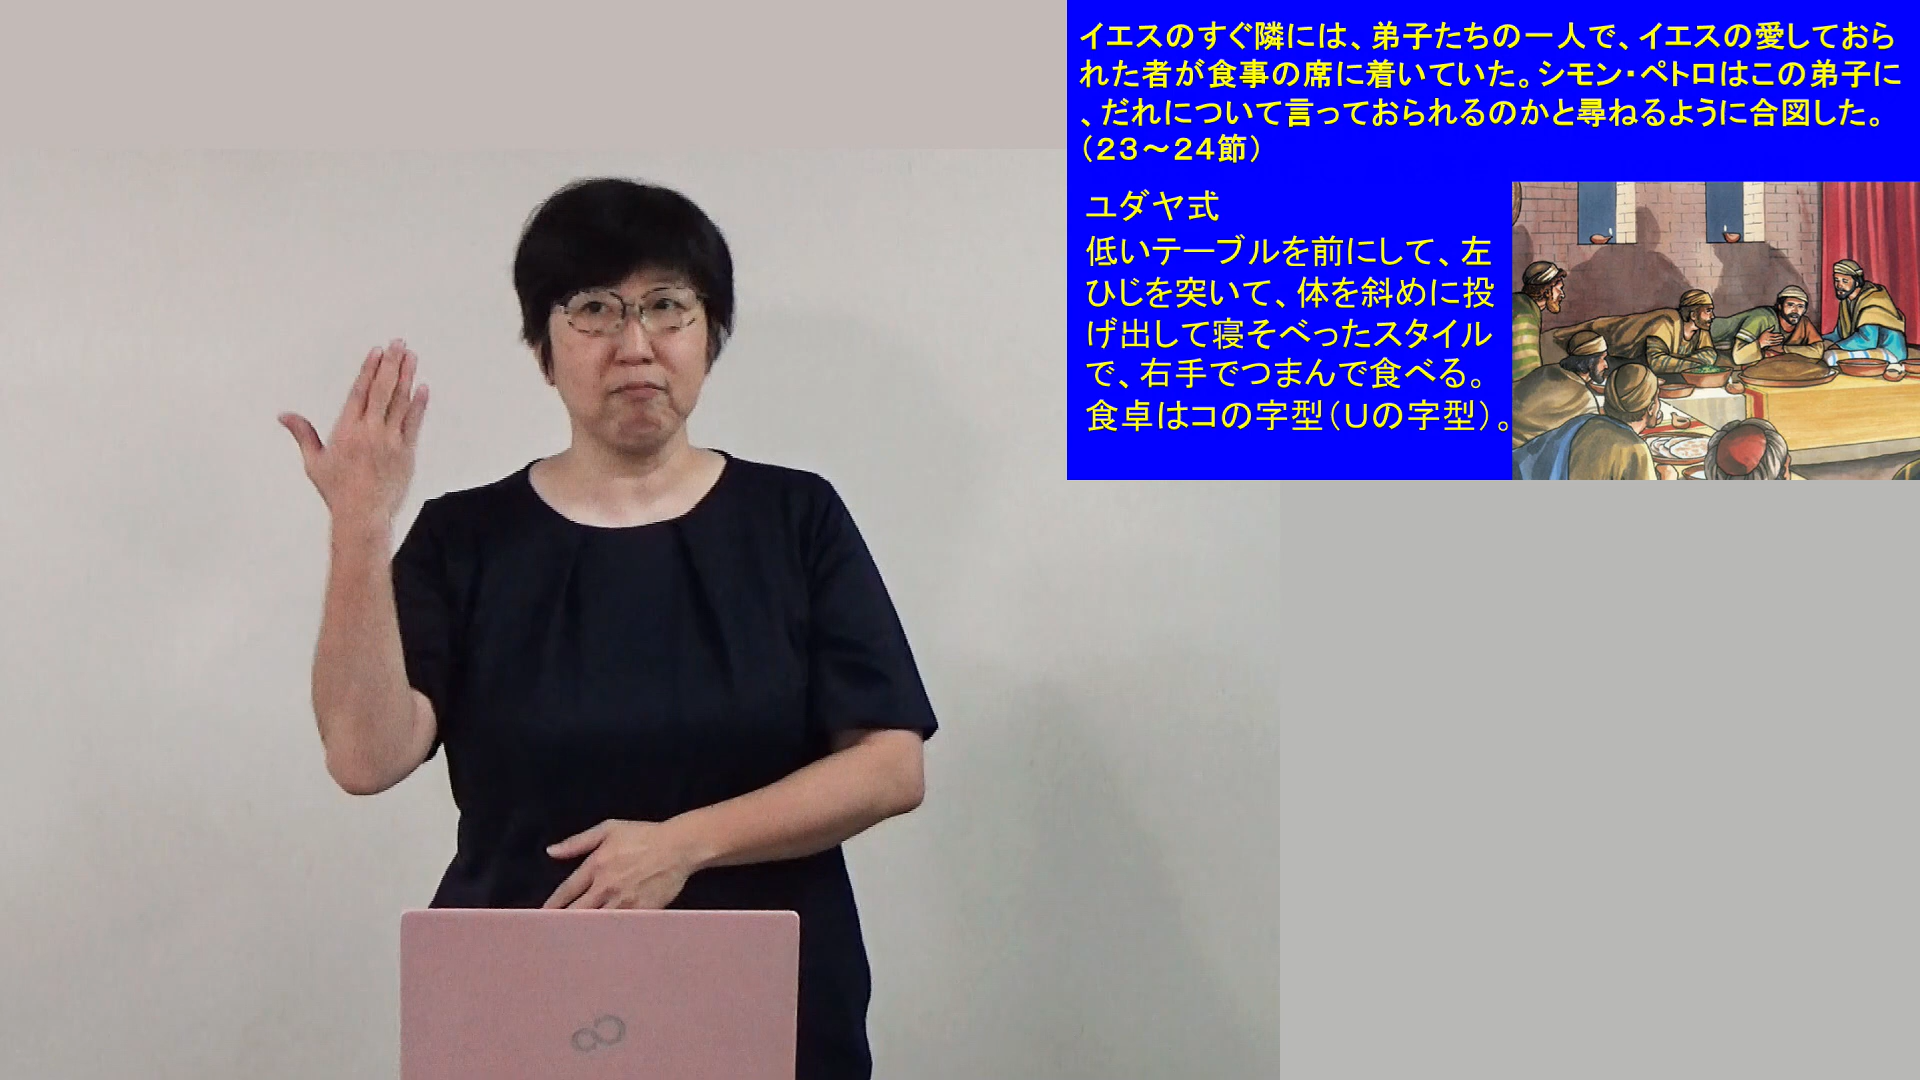 イエスのすぐ隣には、弟子たちの一人で、イエスの愛しておら
れた者が食事の席に着いていた。シモン・ペトロはこの弟子に
、だれについて言っておられるのかと尋ねるように合図した。
（２３～２４節）
ユダヤ式
低いテーブルを前にして、左
ひじを突いて、体を斜めに投
げ出して寝そべったスタイル
で、右手でつまんで食べる。
食卓はコの字型（Ｕの字型）。